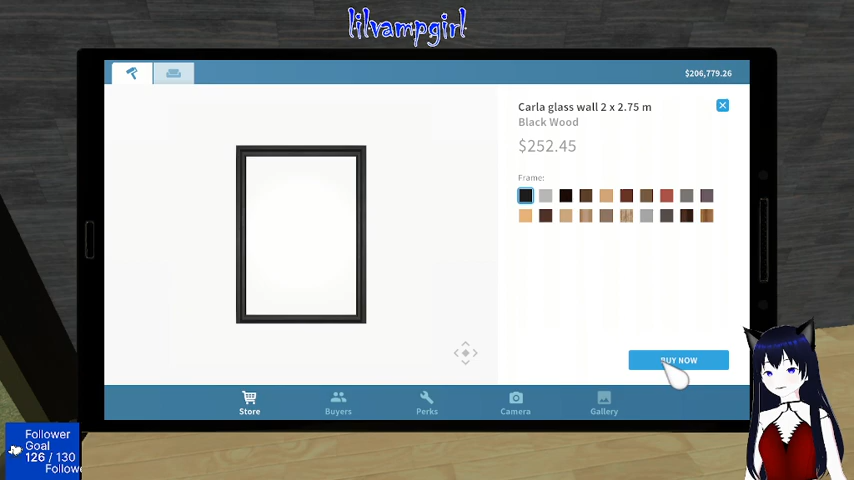 lilvampgirl
$206,779.26
Carla glass wall 2 x 2.75 m
Black Wood
$252.45
Frame:
BUY NOW
Store
Buyers
Perks
Camera
Gallery
Follower
Goal
126 / 130
Followe